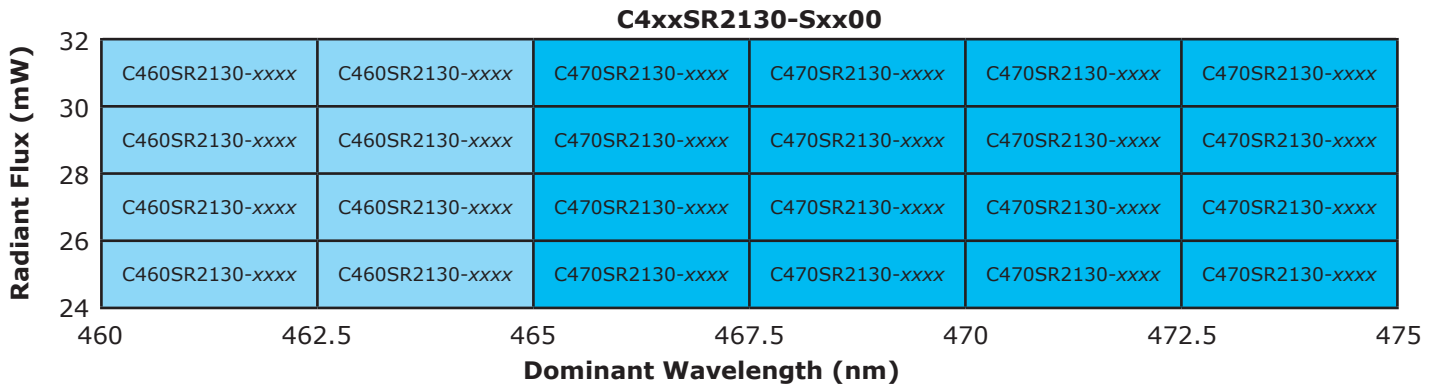 C4xxSR2130-Sxx00
Radiant Flux (mW)
32
C460SR2130-xxxx C460SR2130-xxxx C470SR2130-xxxx C470SR2130-xxxx C470SR2130-xxxx C470SR2130-xxxx
30
C460SR2130-xxxx C460SR2130-xxxx C470SR2130-xxxx C470SR2130-xxxx C470SR2130-xxxx C470SR2130-xxxx
28
C460SR2130-xxxx C460SR2130-xxxx C470SR2130-xxxx C470SR2130-xxxx C470SR2130-xxxx C470SR2130-xxxx
26
C460SR2130-xxxx C460SR2130-xxxx C470SR2130-xxxx C470SR2130-xxxx C470SR2130-xxxx C470SR2130-xxxx
24
460 462.5 465 467.5 470 472.5 475
Dominant Wavelength (nm)